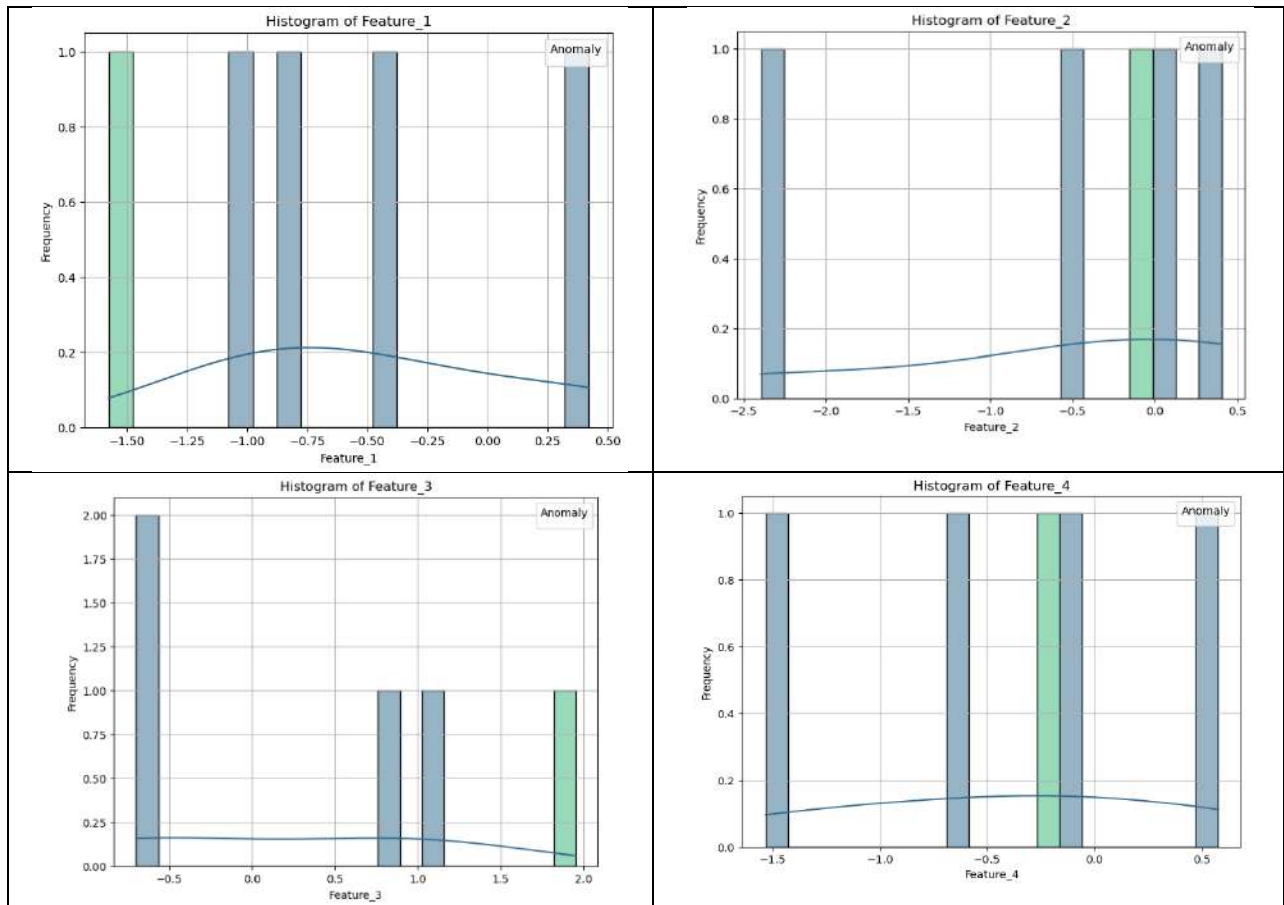 Histogram of Feature_1
Anomaly
1.0
0.8
0.6
0.4
0.2
0.0
Frequency
−1.50 −1.25 −1.00 −0.75 −0.50 −0.25 0.00 0.25 0.50
Feature_1
Histogram of Feature_2
Anomaly
1.0
0.8
0.6
0.4
0.2
0.0
Frequency
−2.5 −2.0 −1.5 −1.0 −0.5 0.0 0.5
Feature_2
Histogram of Feature_3
Anomaly
2.00
1.75
1.50
1.25
1.00
0.75
0.50
0.25
0.00
Frequency
−0.5 0.0 0.5 1.0 1.5 2.0
Feature_3
Histogram of Feature_4
Anomaly
1.0
0.8
0.6
0.4
0.2
0.0
Frequency
−1.5 −1.0 −0.5 0.0 0.5
Feature_4